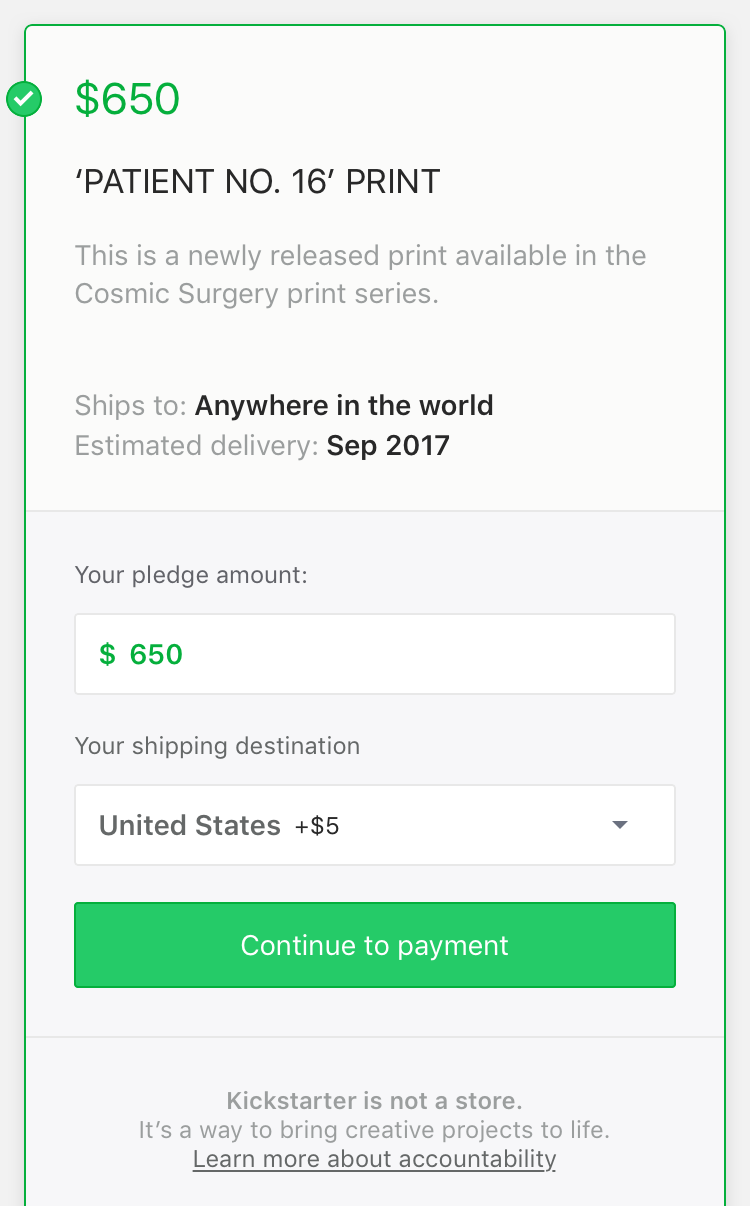 $650
‘PATIENT NO. 16’ PRINT
This is a newly released print available in the
Cosmic Surgery print series.
Ships to: Anywhere in the world
Estimated delivery: Sep 2017
Your pledge amount:
$ 650
Your shipping destination
United States +$5
Continue to payment
Kickstarter is not a store.
It’s a way to bring creative projects to life.
Learn more about accountability